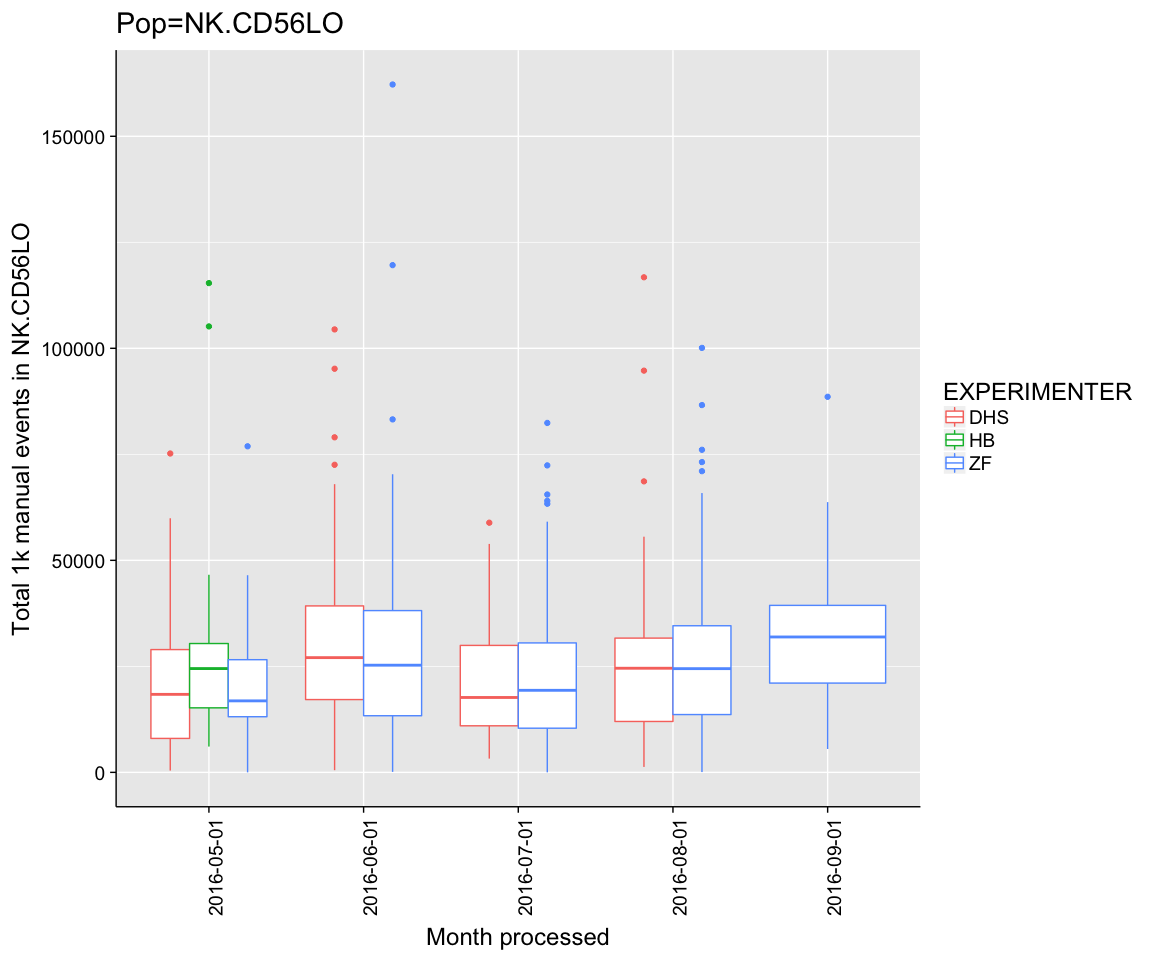 Pop=NK.CD56LO
Total 1k manual events in NK.CD56LO
150000
100000
50000
0
2016-05-01
2016-06-01
2016-07-01
2016-08-01
2016-09-01
Month processed
EXPERIMENTER
DHS
HB
ZF